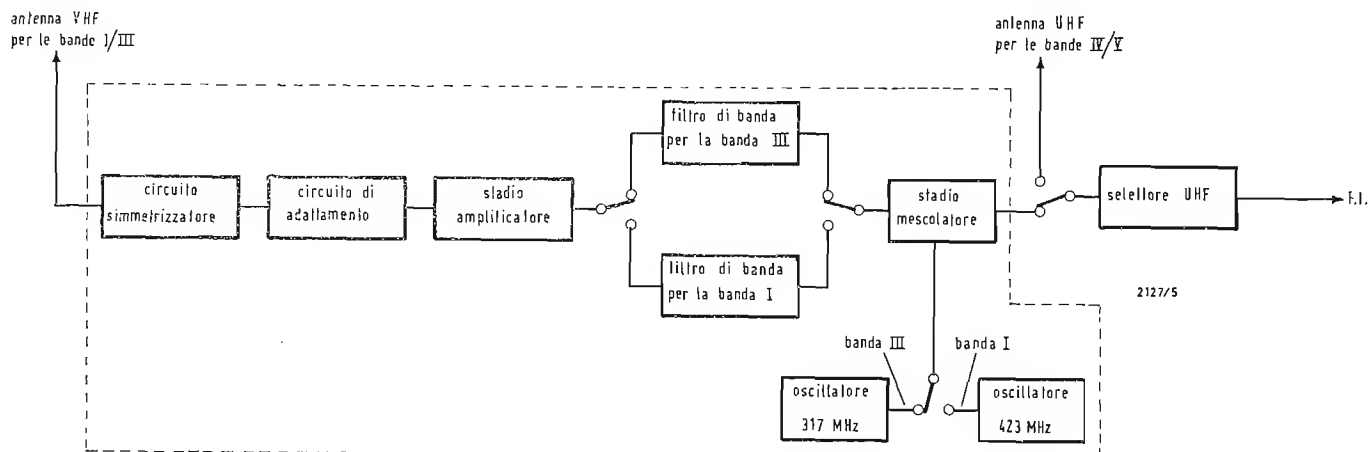 antenna VHF
per le bande I/III
antenna UHF
per le bande IV/V
filtro di banda
per la banda III
circuito
simmetrizzatore
circuito di
adattamento
stadio
amplificatore
stadio
mescolatore
selettore UHF
F.I.
filtro di banda
per la banda I
2127/5
banda III
banda I
oscillatore
317 MHz
oscillatore
423 MHz